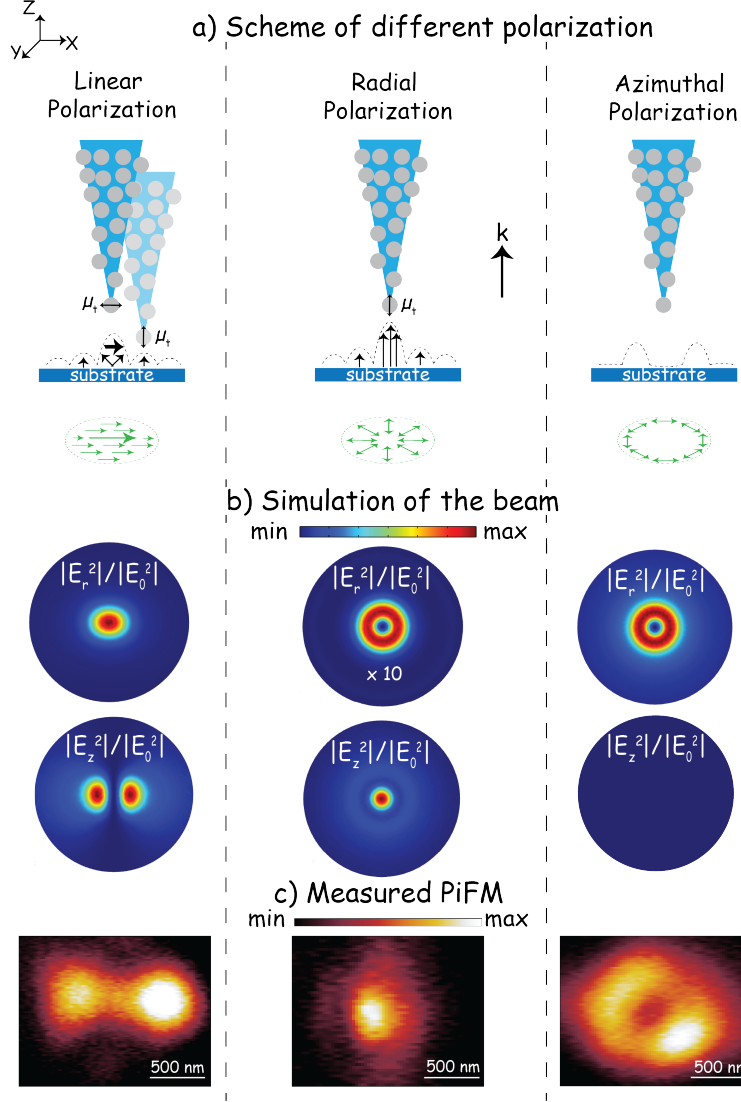 a) Scheme of different polarization
Z
X
Y
Linear
Polarization
Radial
Polarization
Azimuthal
Polarization
k
μt
μt
μt
substrate
substrate
substrate
b) Simulation of the beam
min
max
|Er²|/|E0²|
|Er²|/|E0²|
x 10
|Er²|/|E0²|
|Ez²|/|E0²|
|Ez²|/|E0²|
|Ez²|/|E0²|
c) Measured PiFM
min
max
500 nm
500 nm
500 nm